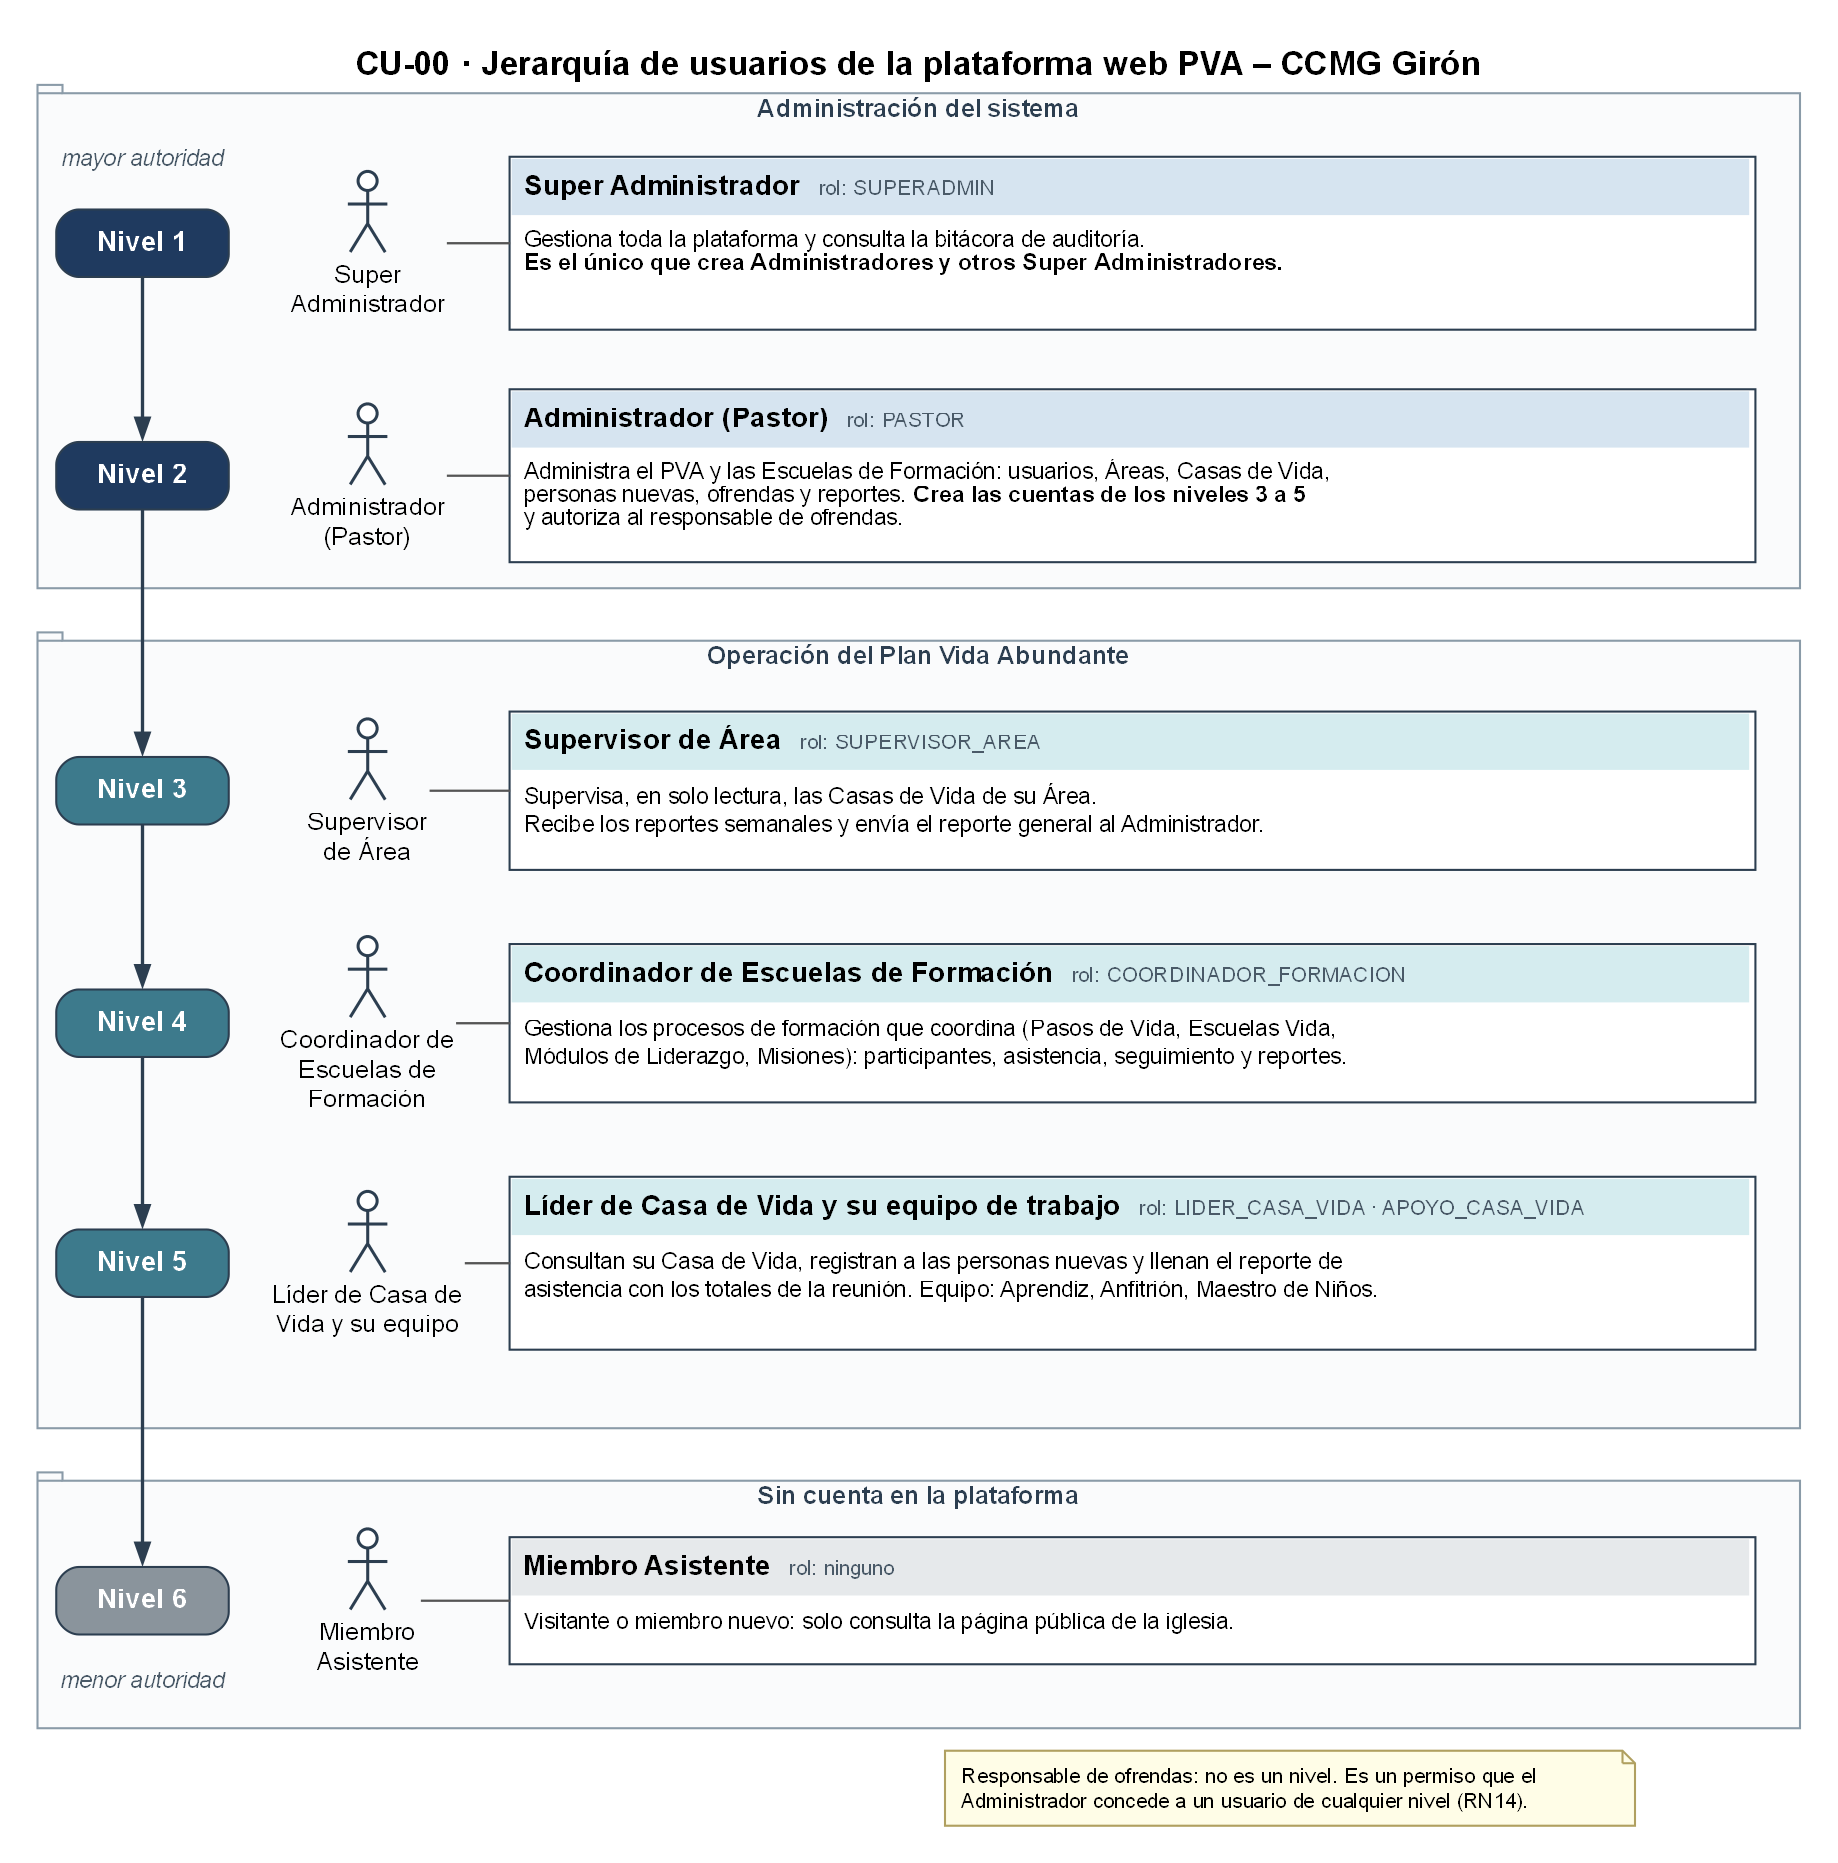 CU-00 · Jerarquía de usuarios de la plataforma web PVA – CCMG Girón
Administración del sistema
mayor autoridad
Nivel 1
Super
Administrador
Super Administrador rol: SUPERADMIN
Gestiona toda la plataforma y consulta la bitácora de auditoría.
Es el único que crea Administradores y otros Super Administradores.
Nivel 2
Administrador
(Pastor)
Administrador (Pastor) rol: PASTOR
Administra el PVA y las Escuelas de Formación: usuarios, Áreas, Casas de Vida,
personas nuevas, ofrendas y reportes. Crea las cuentas de los niveles 3 a 5
y autoriza al responsable de ofrendas.
Operación del Plan Vida Abundante
Nivel 3
Supervisor
de Área
Supervisor de Área rol: SUPERVISOR_AREA
Supervisa, en solo lectura, las Casas de Vida de su Área.
Recibe los reportes semanales y envía el reporte general al Administrador.
Nivel 4
Coordinador de
Escuelas de
Formación
Coordinador de Escuelas de Formación rol: COORDINADOR_FORMACION
Gestiona los procesos de formación que coordina (Pasos de Vida, Escuelas Vida,
Módulos de Liderazgo, Misiones): participantes, asistencia, seguimiento y reportes.
Nivel 5
Líder de Casa de
Vida y su equipo
Líder de Casa de Vida y su equipo de trabajo rol: LIDER_CASA_VIDA · APOYO_CASA_VIDA
Consultan su Casa de Vida, registran a las personas nuevas y llenan el reporte de
asistencia con los totales de la reunión. Equipo: Aprendiz, Anfitrión, Maestro de Niños.
Sin cuenta en la plataforma
Nivel 6
menor autoridad
Miembro
Asistente
Miembro Asistente rol: ninguno
Visitante o miembro nuevo: solo consulta la página pública de la iglesia.
Responsable de ofrendas: no es un nivel. Es un permiso que el
Administrador concede a un usuario de cualquier nivel (RN14).